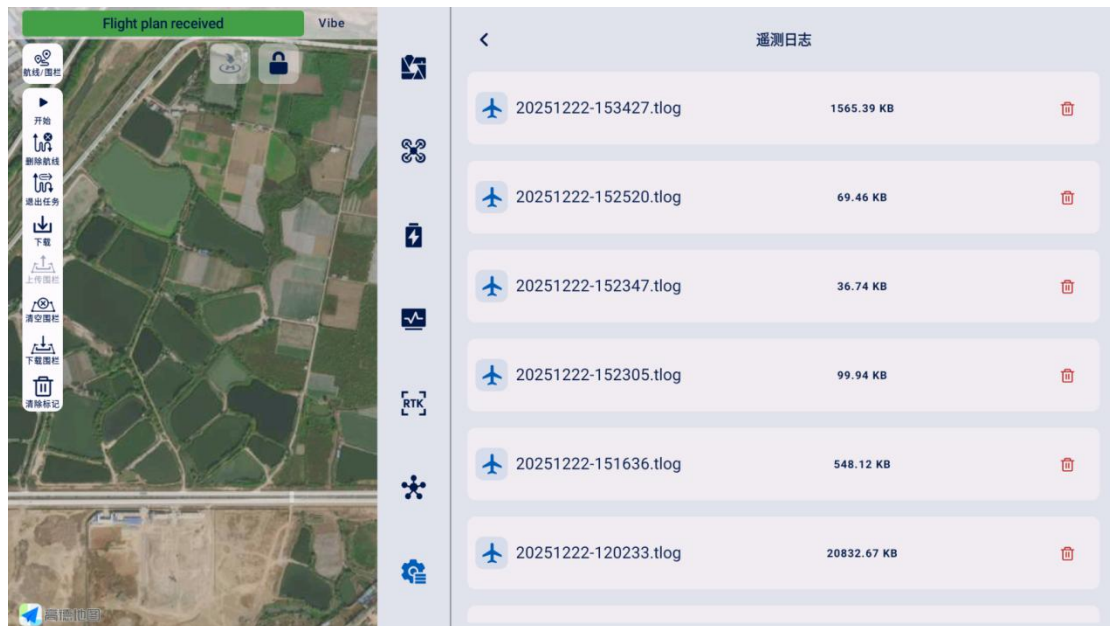 Flight plan received
Vibe
航线/围栏
开始
删除航线
退出任务
下载
上传围栏
清空围栏
下载围栏
清除标记
高德地图
RTK
遥测日志
20251222-153427.tlog 1565.39 KB
20251222-152520.tlog 69.46 KB
20251222-152347.tlog 36.74 KB
20251222-152305.tlog 99.94 KB
20251222-151636.tlog 548.12 KB
20251222-120233.tlog 20832.67 KB